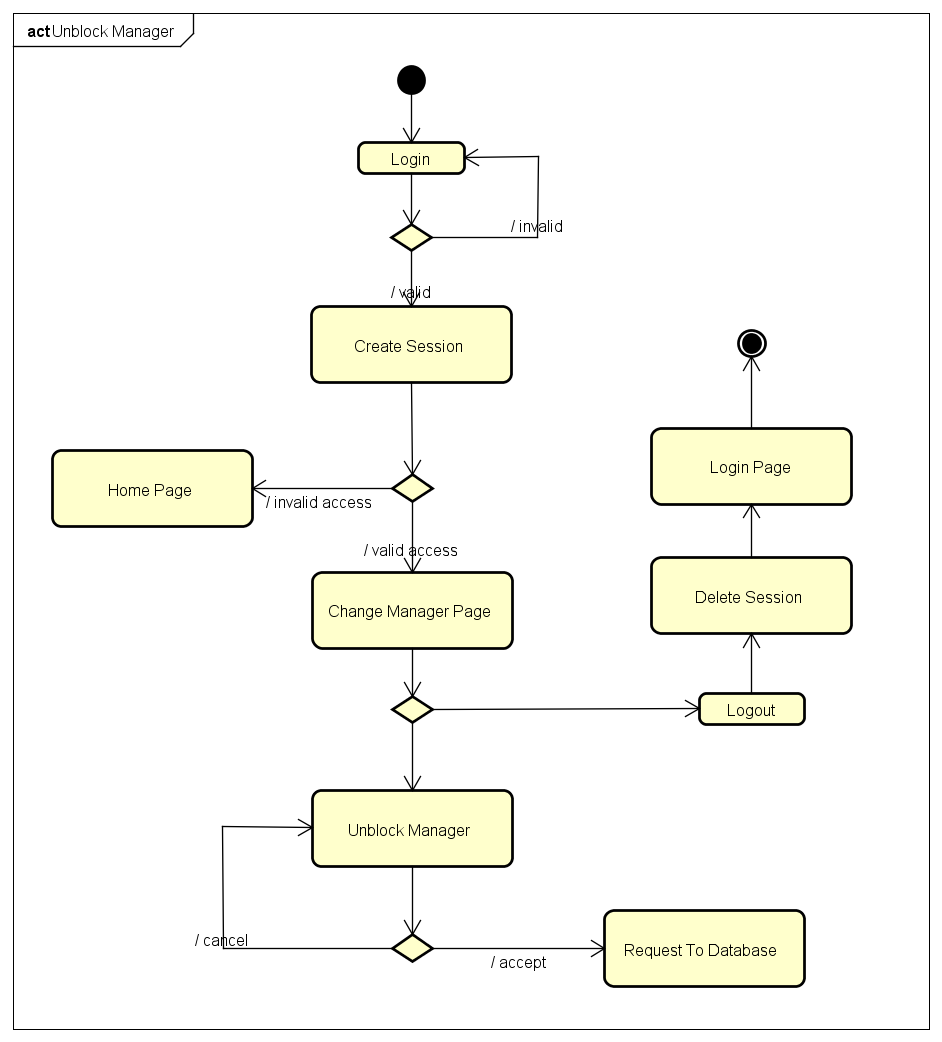 act Unblock Manager
Login
/ invalid
/ valid
Create Session
Login Page
Home Page
/ invalid access
/ valid access
Delete Session
Change Manager Page
Logout
Unblock Manager
/ cancel
/ accept
Request To Database